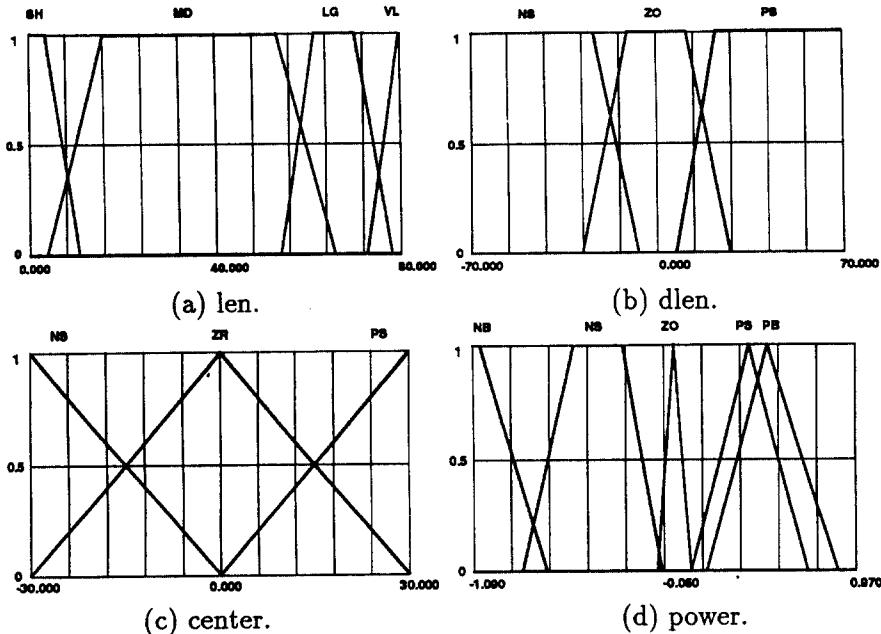 SH MD LG VL
1
0.5
0
0.000 40.000 80.000
(a) len.
NS ZO PS
1
0.5
0
-70.000 0.000 70.000
(b) dlen.
NS ZR PS
1
0.5
0
-30.000 0.000 30.000
(c) center.
NB NS ZO PS PB
1
0.5
0
-1.090 -0.060 0.970
(d) power.